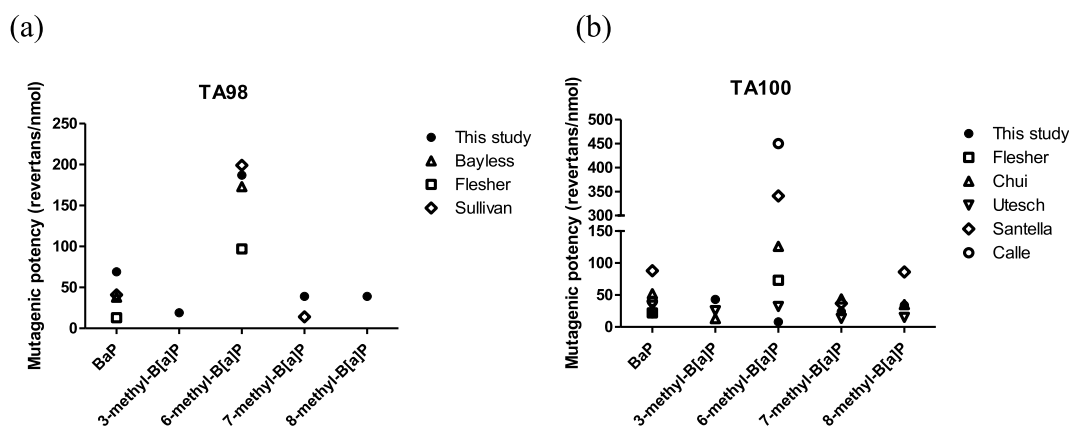 (a)
TA98
Mutagenic potency (revertans/nmol)
250
200
150
100
50
0
BaP
3-methyl-B[a]P
6-methyl-B[a]P
7-methyl-B[a]P
8-methyl-B[a]P
This study
Bayless
Flesher
Sullivan
(b)
TA100
Mutagenic potency (revertans/nmol)
500
450
400
350
300
150
100
50
0
BaP
3-methyl-B[a]P
6-methyl-B[a]P
7-methyl-B[a]P
8-methyl-B[a]P
This study
Flesher
Chui
Utesch
Santella
Calle